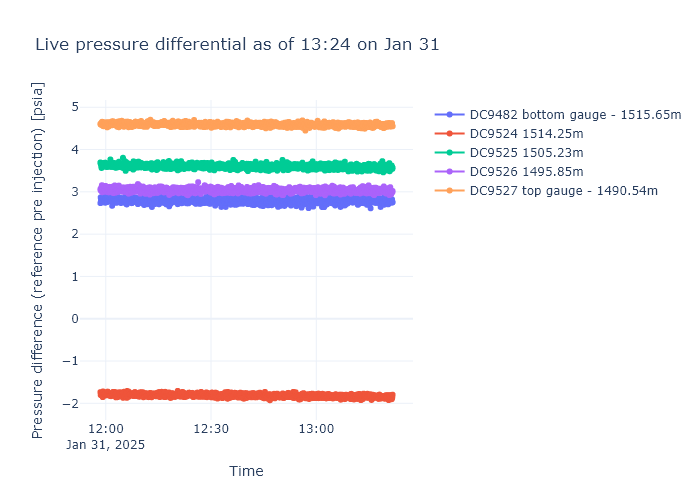 Live pressure differential as of 13:24 on Jan 31
Pressure difference (reference pre injection) [psia]
5
4
3
2
1
0
−1
−2
12:00
Jan 31, 2025
12:30
13:00
Time
DC9482 bottom gauge - 1515.65m
DC9524 1514.25m
DC9525 1505.23m
DC9526 1495.85m
DC9527 top gauge - 1490.54m